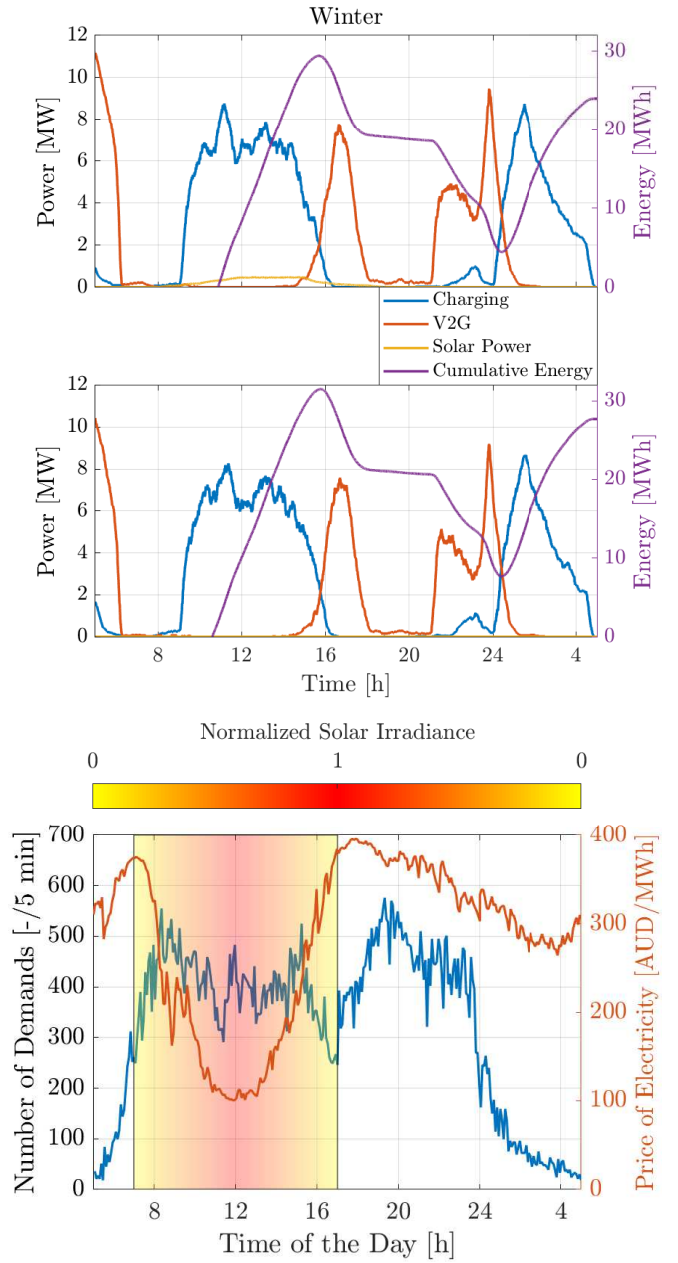 Winter
12
10
8
6
4
2
0
Power [MW]
30
20
10
0
Energy [MWh]
Charging
V2G
Solar Power
Cumulative Energy
12
10
8
6
4
2
0
Power [MW]
30
20
10
0
Energy [MWh]
8 12 16 20 24 4
Time [h]
Normalized Solar Irradiance
0 1 0
700
600
500
400
300
200
100
0
Number of Demands [-/5 min]
400
300
200
100
0
Price of Electricity [AUD/MWh]
8 12 16 20 24 4
Time of the Day [h]